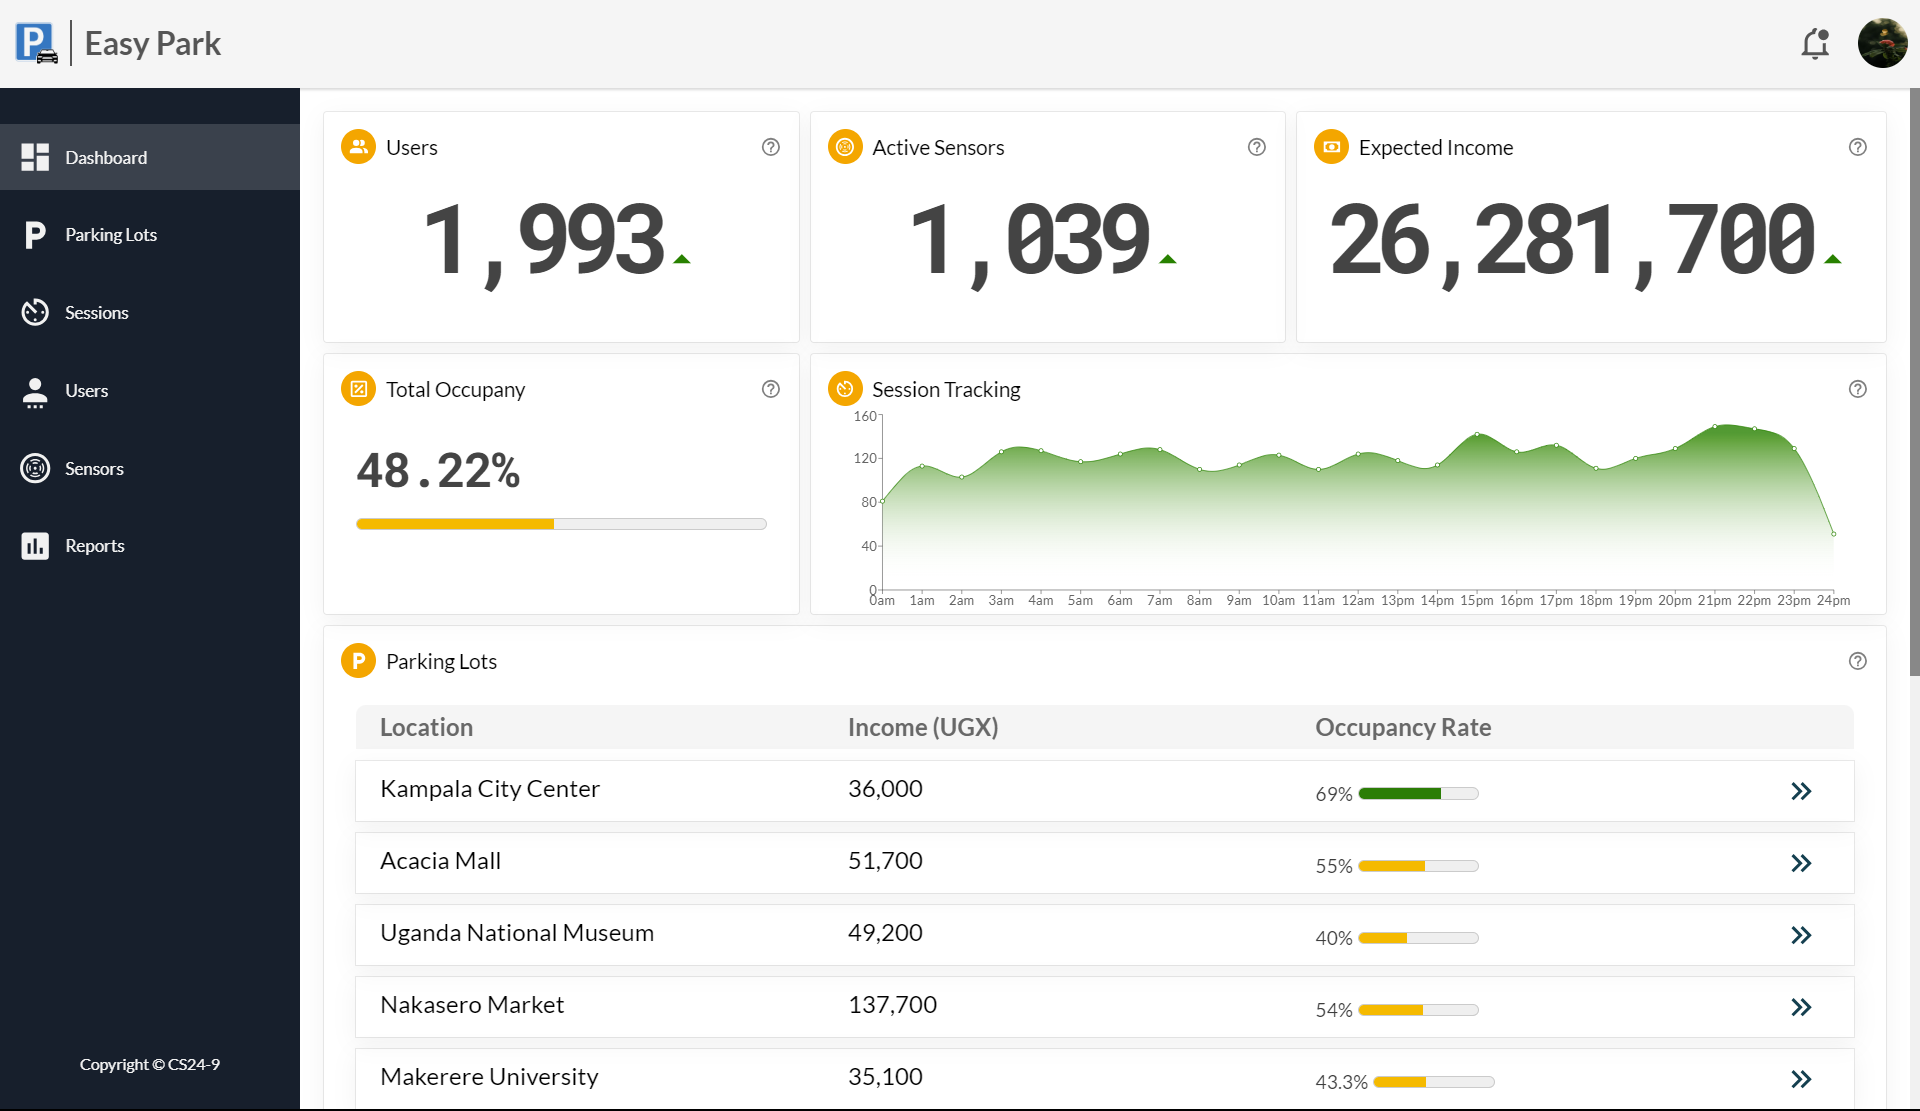 P
Easy Park
Dashboard
P
Parking Lots
Sessions
Users
Sensors
Reports
Copyright © CS24-9
Users
1,993
Active Sensors
1,039
Expected Income
26,281,700
Total Occupany
48.22%
Session Tracking
160
120
80
40
0
0am 1am 2am 3am 4am 5am 6am 7am 8am 9am 10am 11am 12am 13pm 14pm 15pm 16pm 17pm 18pm 19pm 20pm 21pm 22pm 23pm 24pm
P
Parking Lots
Location Income (UGX) Occupancy Rate
Kampala City Center 36,000 69%
Acacia Mall 51,700 55%
Uganda National Museum 49,200 40%
Nakasero Market 137,700 54%
Makerere University 35,100 43.3%